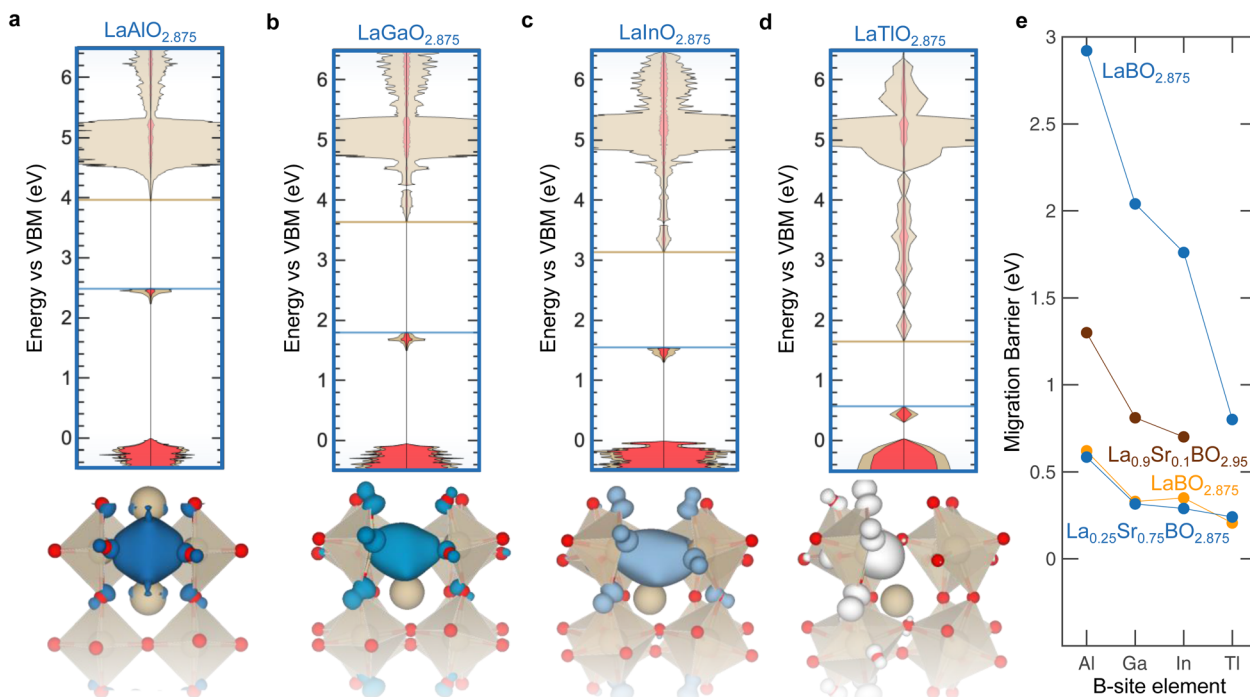 a
LaAlO2.875
Energy vs VBM (eV)
6
5
4
3
2
1
0
b
LaGaO2.875
Energy vs VBM (eV)
6
5
4
3
2
1
0
c
LaInO2.875
Energy vs VBM (eV)
6
5
4
3
2
1
0
d
LaTlO2.875
Energy vs VBM (eV)
6
5
4
3
2
1
0
e
Migration Barrier (eV)
3
2.5
2
1.5
1
0.5
0
LaBO2.875
La0.9Sr0.1BO2.95
LaBO2.875
La0.25Sr0.75BO2.875
Al Ga In Tl
B-site element